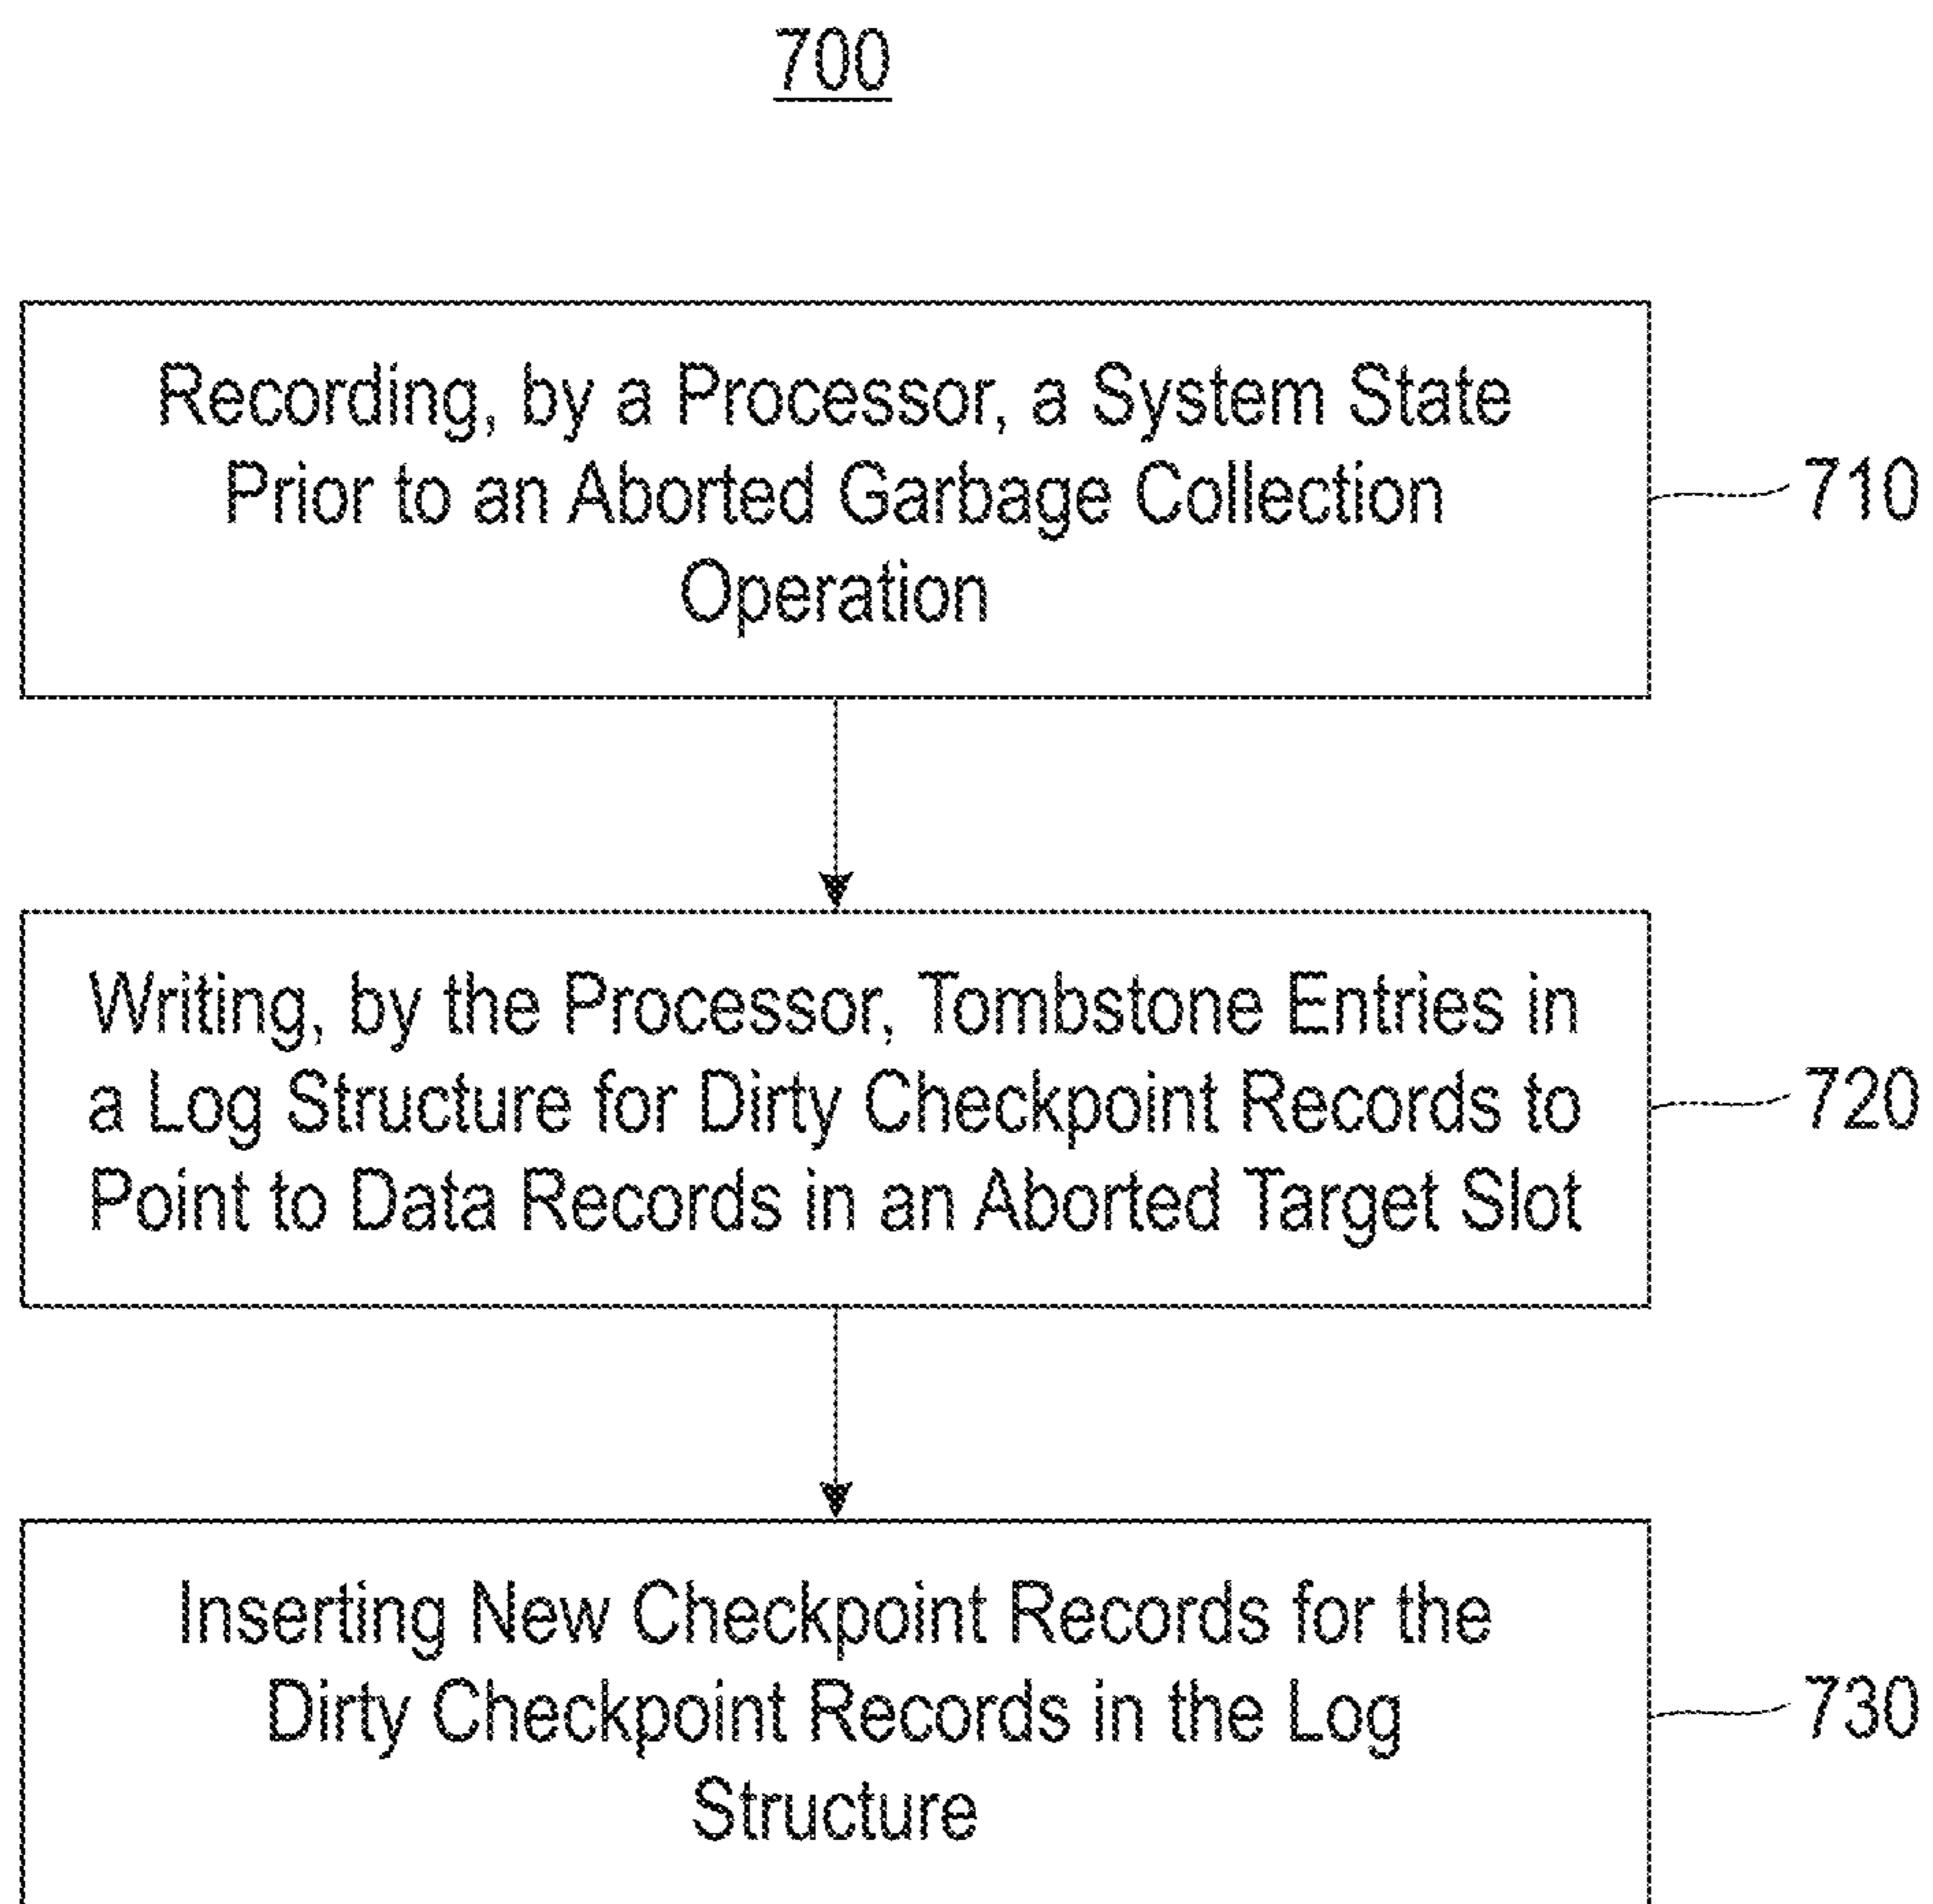 700
Recording, by a Processor, a System State
Prior to an Aborted Garbage Collection
Operation
710
Writing, by the Processor, Tombstone Entries in
a Log Structure for Dirty Checkpoint Records to
Point to Data Records in an Aborted Target Slot
720
Inserting New Checkpoint Records for the
Dirty Checkpoint Records in the Log
Structure
730